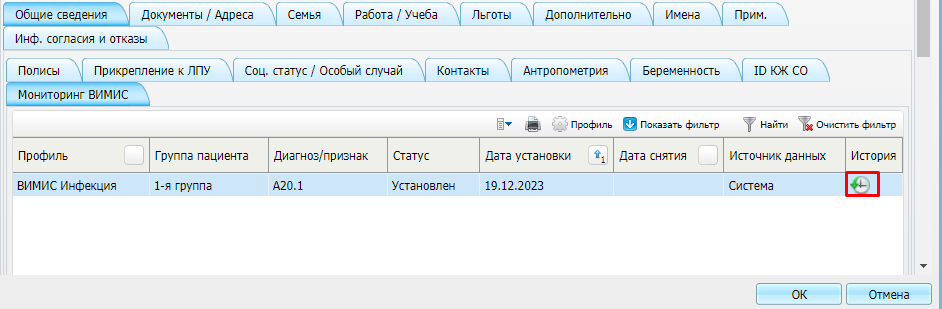 Общие сведения Документы / Адреса Семья Работа / Учеба Льготы Дополнительно Имена Прим.
Инф. согласия и отказы
Полисы Прикрепление к ЛПУ Соц. статус / Особый случай Контакты Антропометрия Беременность ID КЖ СО
Мониторинг ВИМИС
Профиль Показать фильтр Найти Очистить фильтр
Профиль Группа пациента Диагноз/признак Статус Дата установки 1 Дата снятия Источник данных История
ВИМИС Инфекция 1-я группа A20.1 Установлен 19.12.2023 Система
ОК Отмена